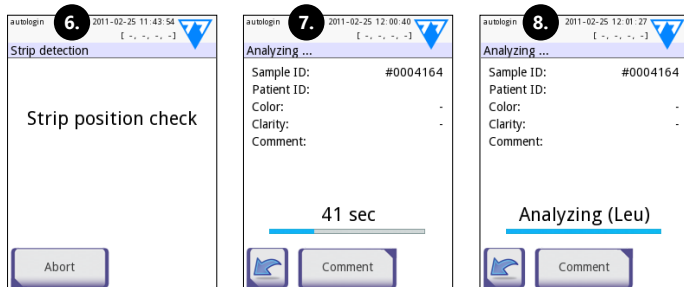 autologin 6. 2011-02-25 11:43:54
[ -, -, -, -]
Strip detection
Strip position check
Abort
autologin 7. 2011-02-25 12:00:40
[ -, -, -, -]
Analyzing ...
Sample ID: #0004164
Patient ID:
Color: -
Clarity: -
Comment:
41 sec
Comment
autologin 8. 2011-02-25 12:01:27
[ -, -, -, -]
Analyzing ...
Sample ID: #0004164
Patient ID:
Color: -
Clarity: -
Comment:
Analyzing (Leu)
Comment